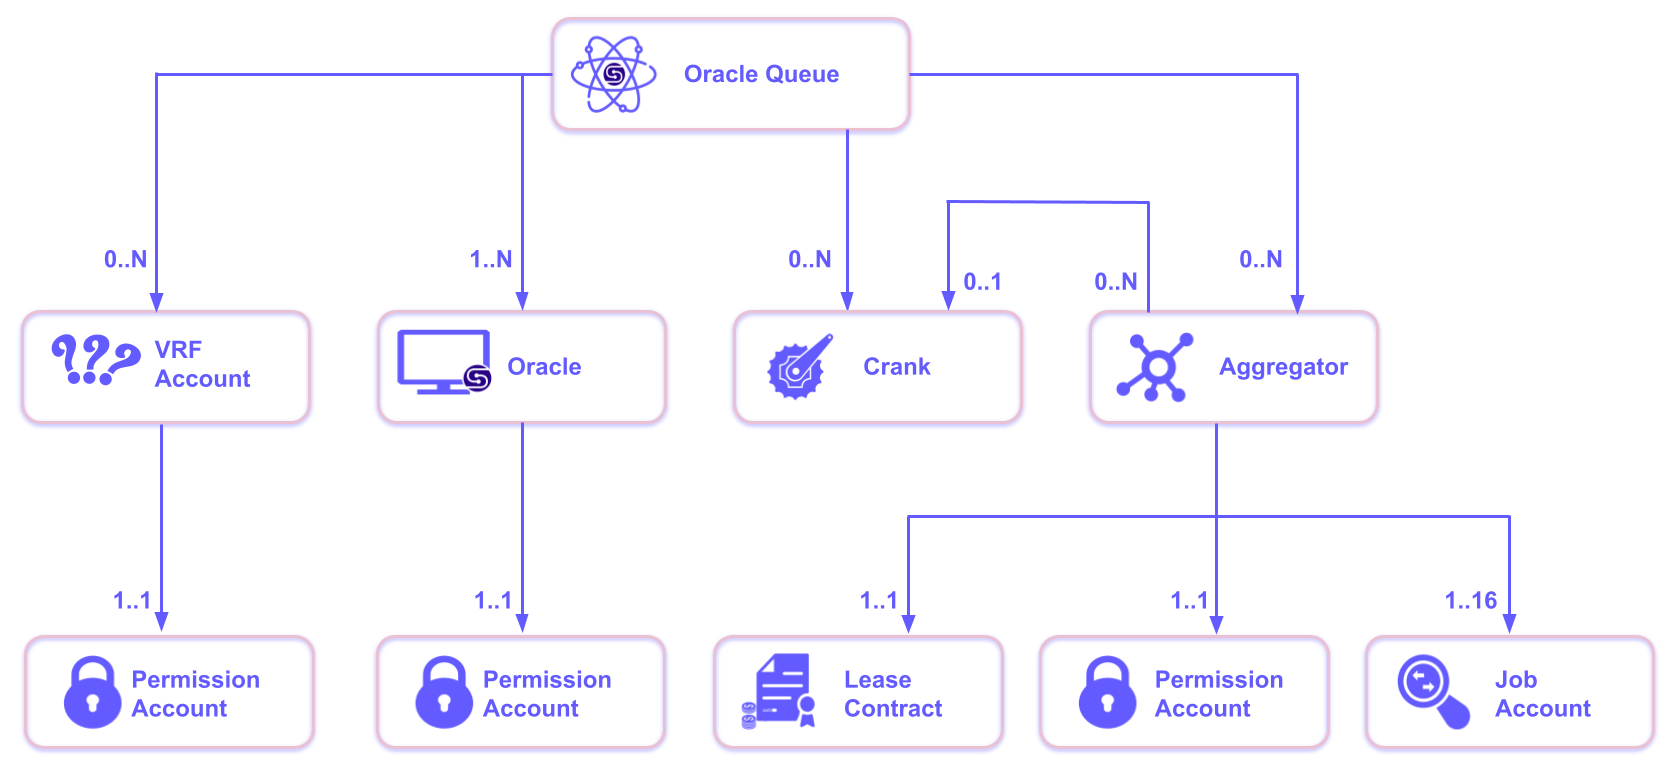 Oracle Queue
0..N
1..N
0..N
0..1
0..N
0..N
VRF
Account
Oracle
Crank
Aggregator
1..1
1..1
1..1
1..1
1..16
Permission
Account
Permission
Account
Lease
Contract
Permission
Account
Job
Account